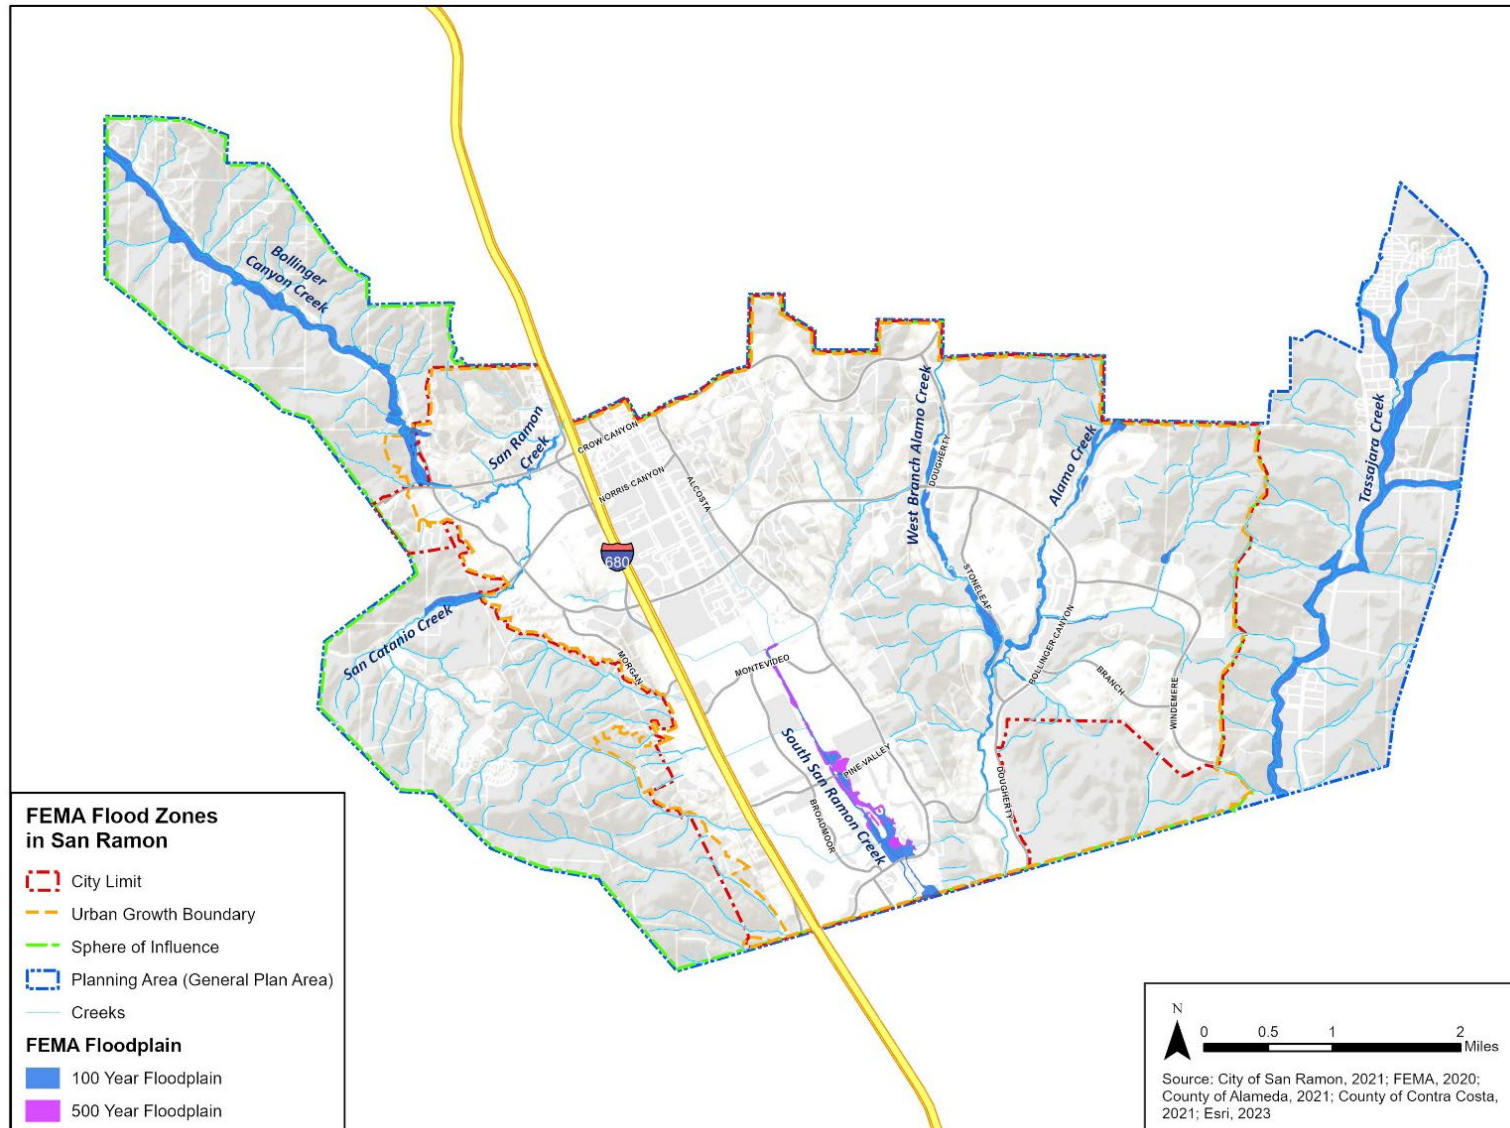 Bollinger
Canyon Creek
San Ramon
Creek
CROW CANYON
NORRIS CANYON
ALCOSTA
680
West Branch Alamo Creek
DOUGHERTY
Alamo Creek
Tassajara Creek
STONELEAF
BOLLINGER CANYON
BRANCH
WINDEMERE
San Catanio Creek
MORGAN
MONTEVIDEO
South San Ramon Creek
PINE VALLEY
BROADMOOR
DOUGHERTY
FEMA Flood Zones
in San Ramon
City Limit
Urban Growth Boundary
Sphere of Influence
Planning Area (General Plan Area)
Creeks
FEMA Floodplain
100 Year Floodplain
500 Year Floodplain
N
0 0.5 1 2
Miles
Source: City of San Ramon, 2021; FEMA, 2020;
County of Alameda, 2021; County of Contra Costa,
2021; Esri, 2023